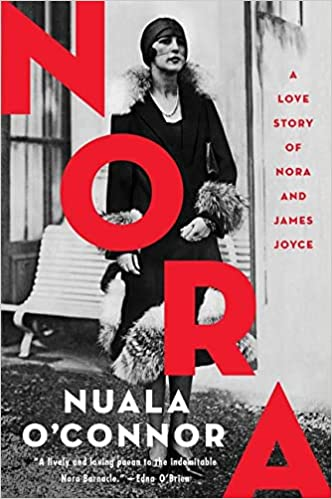 NORA
A
LOVE
STORY
OF
NORA
AND
JAMES
JOYCE
NUALA
O'CONNOR
"A lively and loving paean to the indomitable
Nora Barnacle." —Edna O'Brien